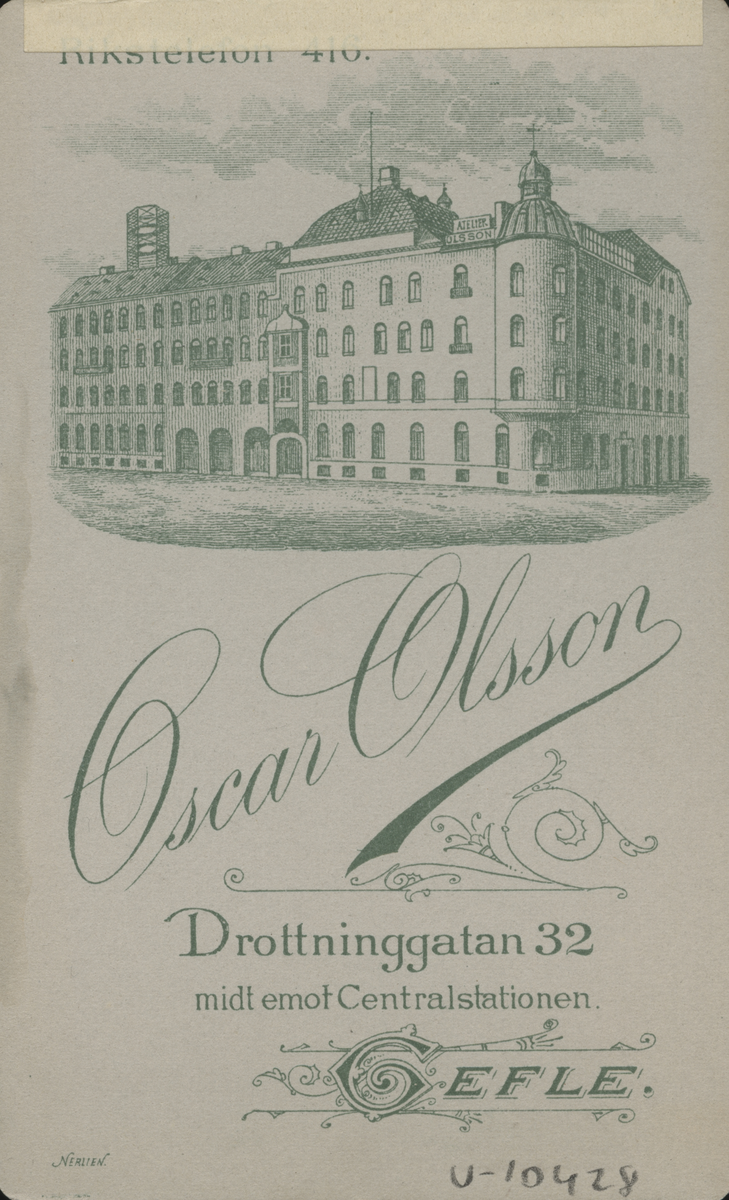 Rikstelefon 416.
ATELIER
OLSSON
Oscar Olsson
Drottninggatan 32
midt emot Centralstationen.
GEFLE.
NERLIEN.
U-10428